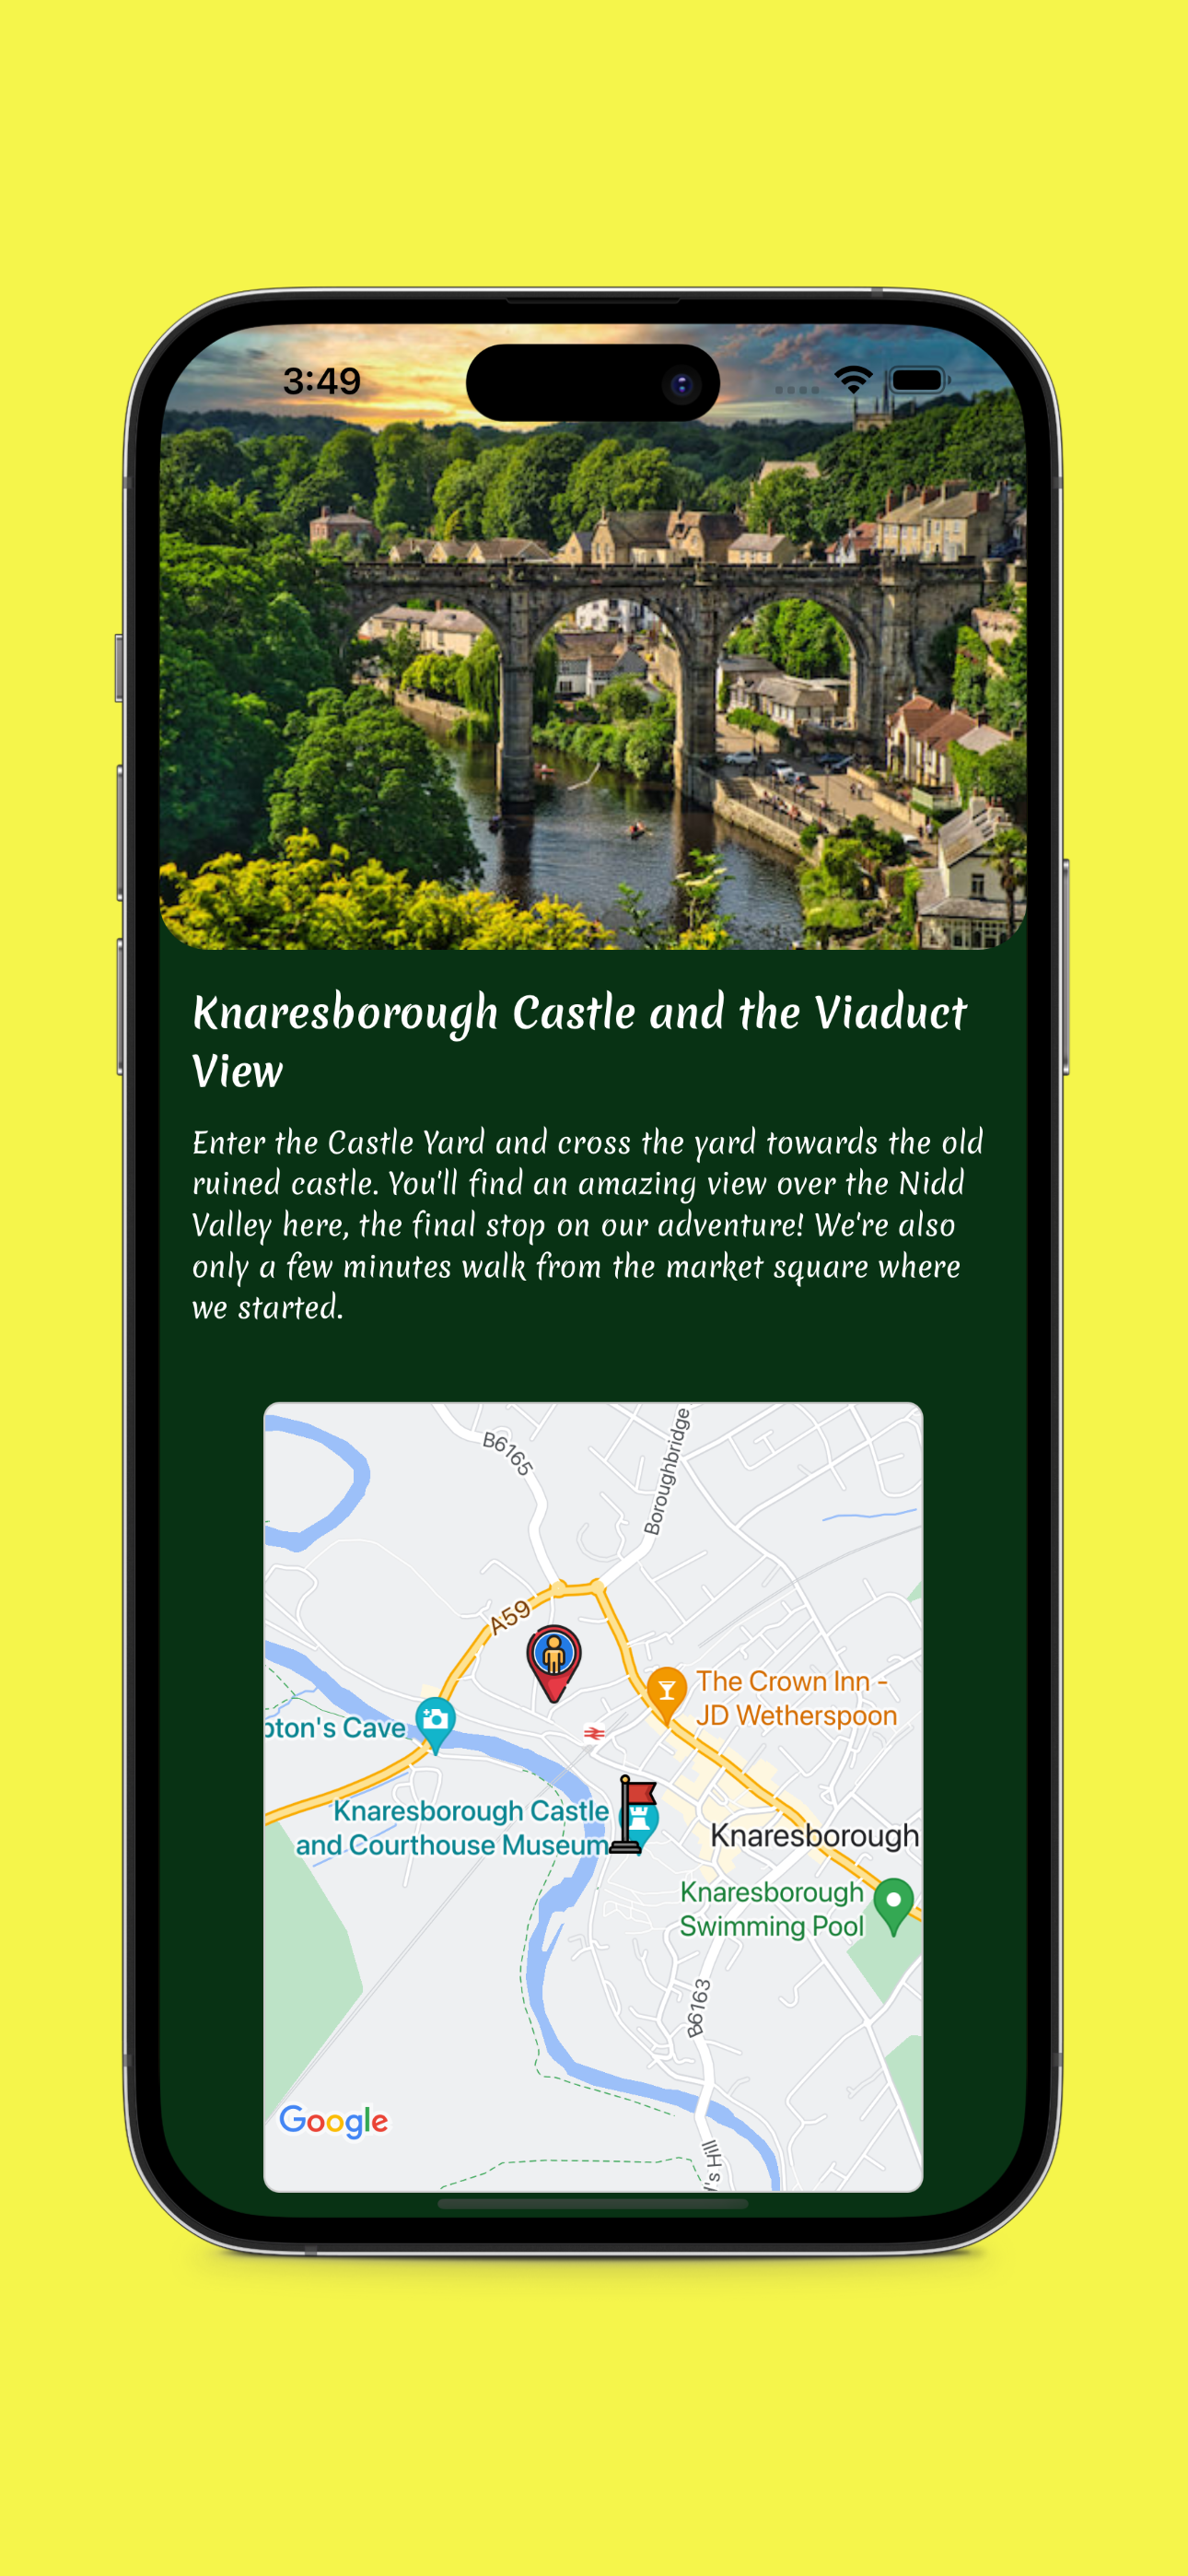 3:49
Knaresborough Castle and the Viaduct
View
Enter the Castle Yard and cross the yard towards the old
ruined castle. You'll find an amazing view over the Nidd
Valley here, the final stop on our adventure! We're also
only a few minutes walk from the market square where
we started.
B6165
Boroughbridge
A59
The Crown Inn -
JD Wetherspoon
pton's Cave
Knaresborough Castle
and Courthouse Museum
Knaresborough
Knaresborough
Swimming Pool
B6163
's Hill
Google